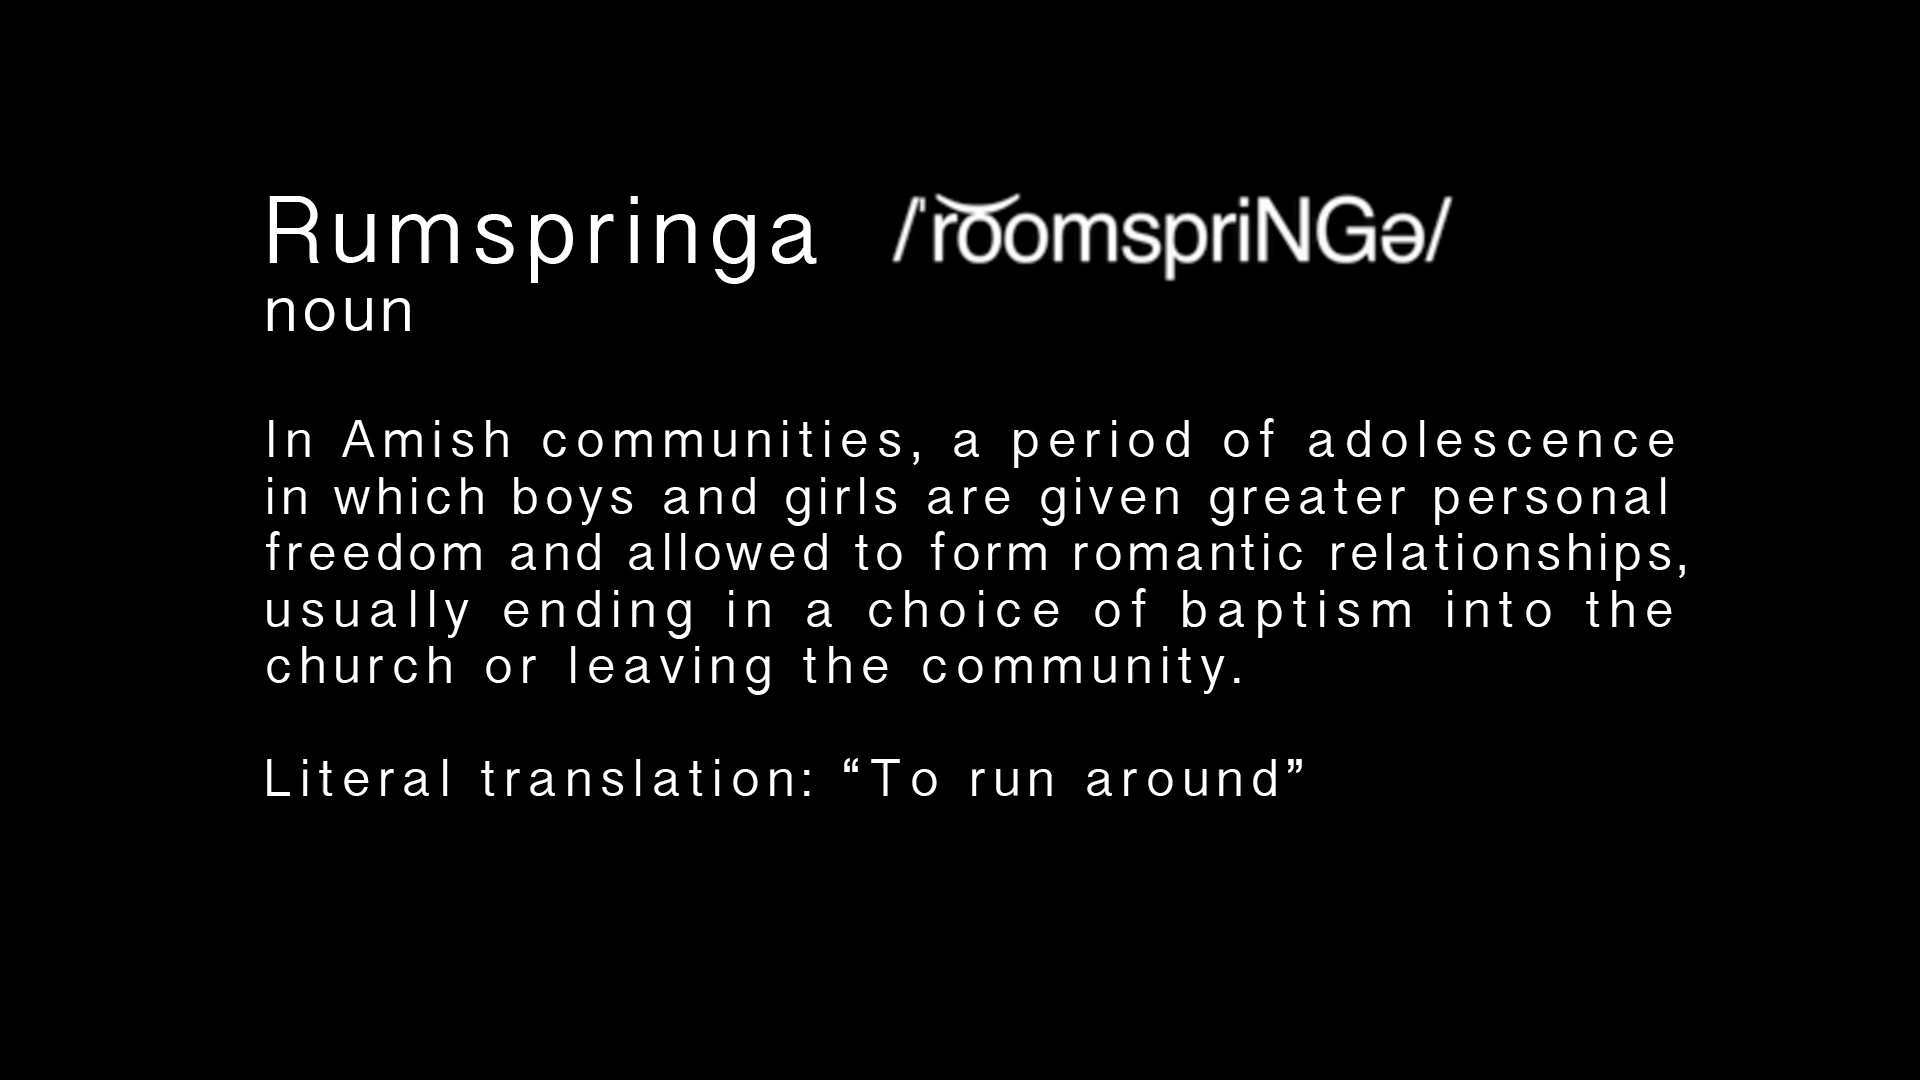 Rumspringa /ˈro͝omspriNGə/
noun
In Amish communities, a period of adolescence
in which boys and girls are given greater personal
freedom and allowed to form romantic relationships,
usually ending in a choice of baptism into the
church or leaving the community.
Literal translation: “To run around”